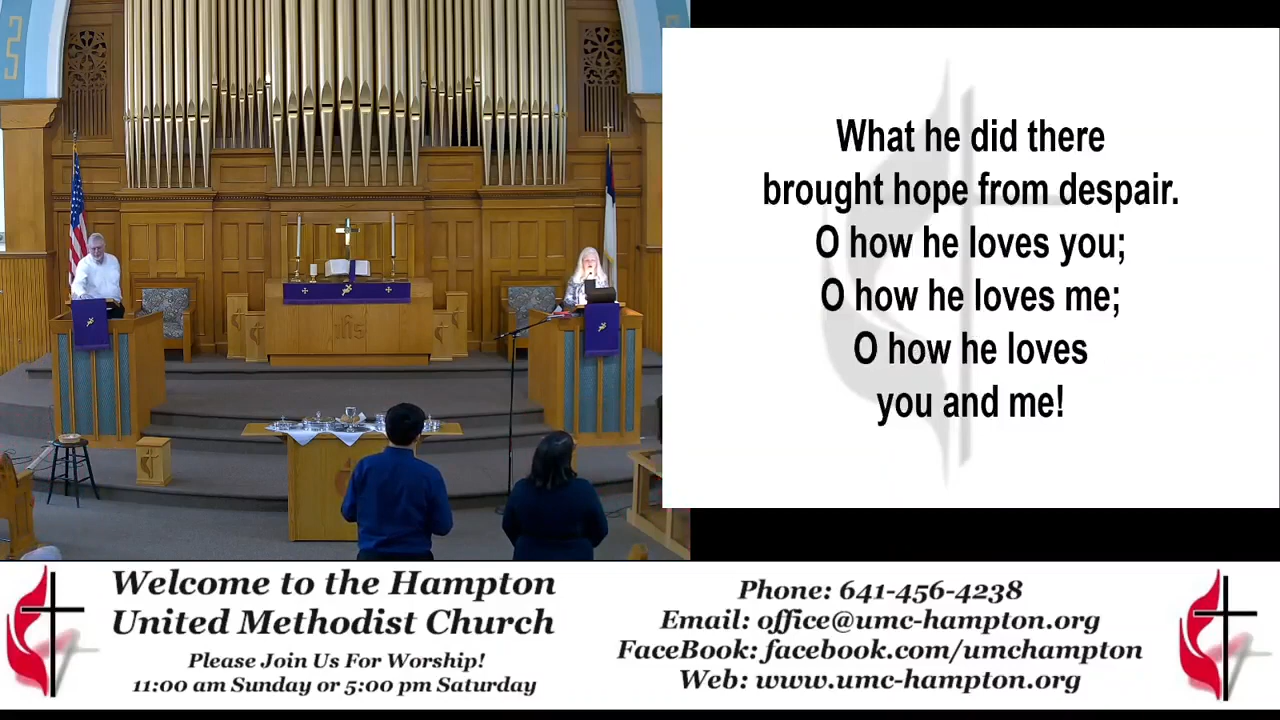 What he did there
brought hope from despair.
O how he loves you;
O how he loves me;
O how he loves
you and me!
ihs
Welcome to the Hampton
United Methodist Church
Please Join Us For Worship!
11:00 am Sunday or 5:00 pm Saturday
Phone: 641-456-4238
Email: office@umc-hampton.org
FaceBook: facebook.com/umchampton
Web: www.umc-hampton.org